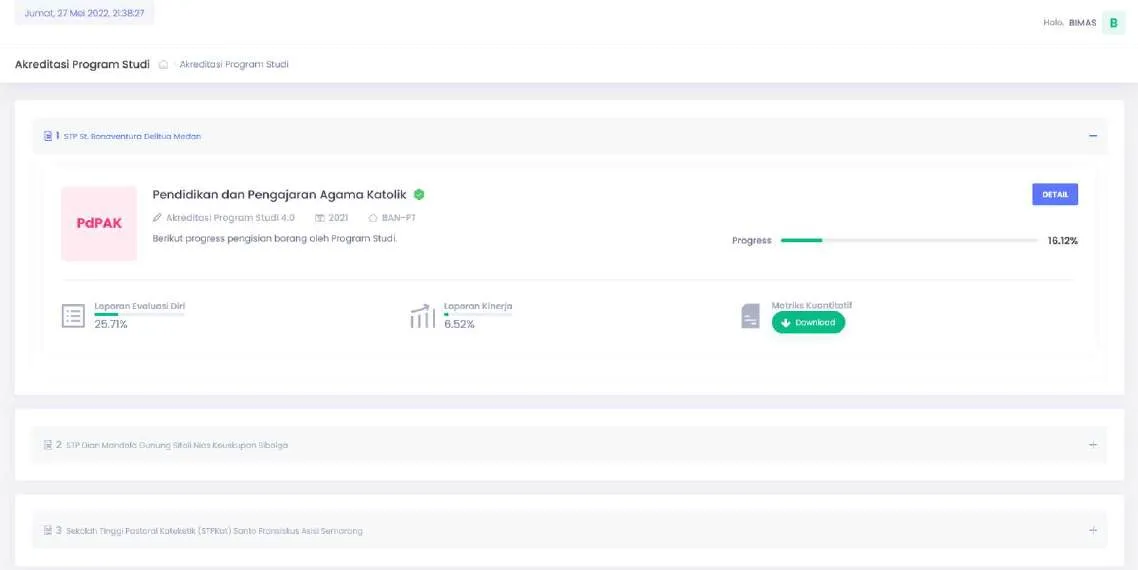 Jumat, 27 Mei 2022, 21:38:27
Halo, BIMAS B
Akreditasi Program Studi Akreditasi Program Studi
1 STP St. Bonaventura Delitua Medan
PdPAK
Pendidikan dan Pengajaran Agama Katolik
DETAIL
Akreditasi Program Studi 4.0 2021 BAN-PT
Berikut progress pengisian borang oleh Program Studi.
Progress 16.12%
Laporan Evaluasi Diri
25.71%
Laporan Kinerja
6.52%
Matriks Kuantitatif
Download
2 STP Dian Mandala Gunung Sitoli Nias Keuskupan Sibolga
3 Sekolah Tinggi Pastoral Kateketik (STPKat) Santo Fransiskus Asisi Semarang